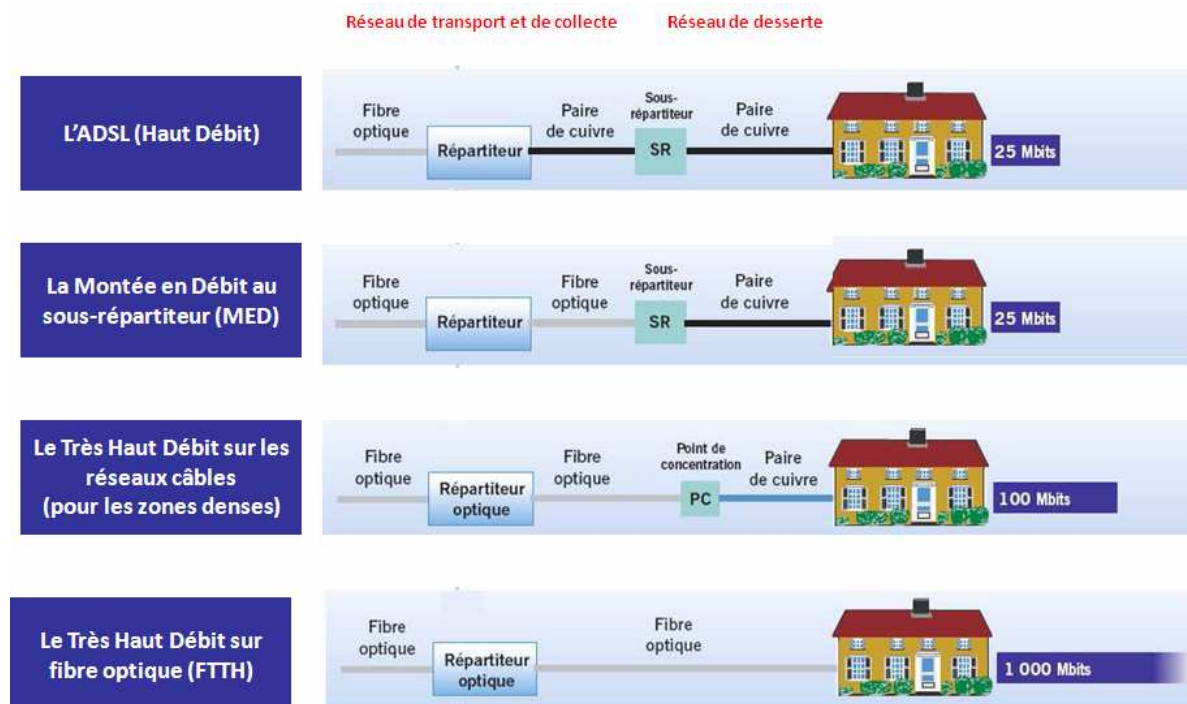 Réseau de transport et de collecte
Réseau de desserte
L'ADSL (Haut Débit)
Fibre
optique
Répartiteur
Paire
de cuivre
Sous-
répartiteur
SR
Paire
de cuivre
25 Mbits
La Montée en Débit au
sous-répartiteur (MED)
Fibre
optique
Répartiteur
Fibre
optique
Sous-
répartiteur
SR
Paire
de cuivre
25 Mbits
Le Très Haut Débit sur les
réseaux câbles
(pour les zones denses)
Fibre
optique
Répartiteur
optique
Fibre
optique
Point de
concentration
PC
Paire
de cuivre
100 Mbits
Le Très Haut Débit sur
fibre optique (FTTH)
Fibre
optique
Répartiteur
optique
Fibre
optique
1 000 Mbits